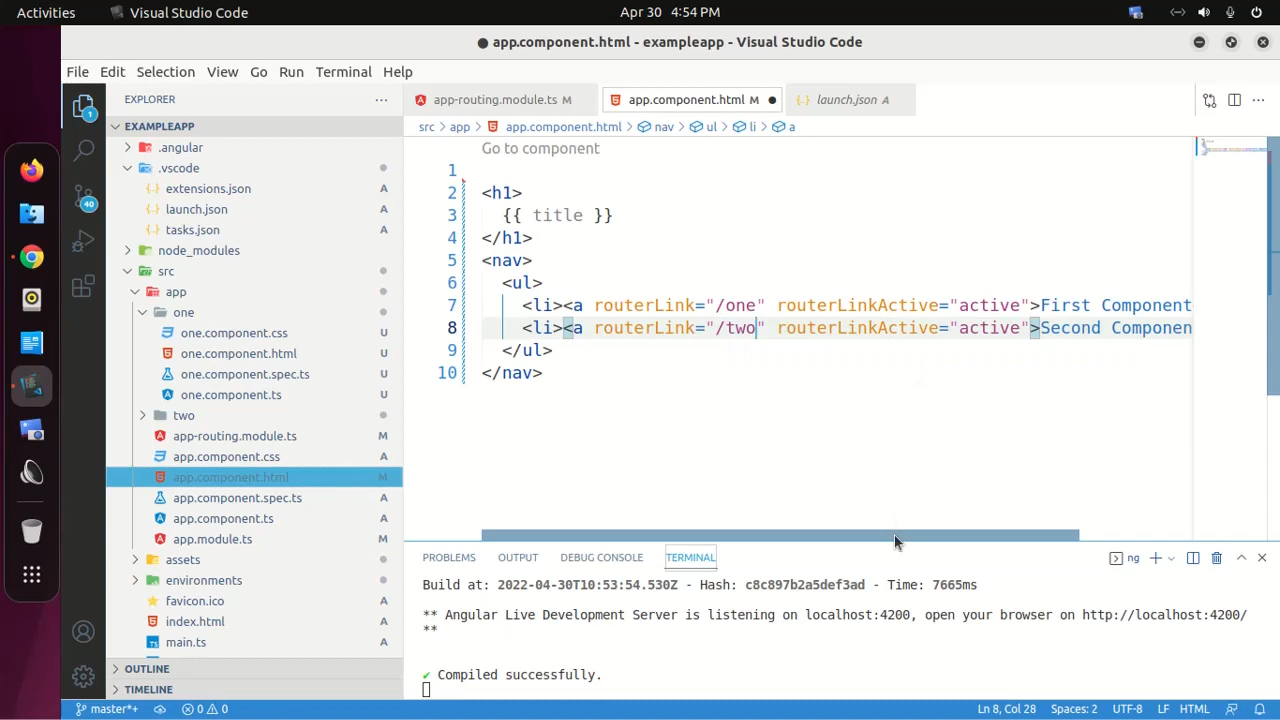 Activities Visual Studio Code Apr 30 4:54 PM
app.component.html - exampleapp - Visual Studio Code
File Edit Selection View Go Run Terminal Help
EXPLORER
app-routing.module.ts M app.component.html M launch.json A
EXAMPLEAPP
src app app.component.html nav ul li a
.angular
.vscode
extensions.json A
launch.json A
tasks.json A
node_modules
src
app
one
one.component.css U
one.component.html U
one.component.spec.ts U
one.component.ts U
two
app-routing.module.ts M
app.component.css A
app.component.html M
app.component.spec.ts A
app.component.ts A
app.module.ts M
assets
environments
favicon.ico A
index.html A
main.ts A
OUTLINE
TIMELINE
1
40
Go to component
1
2 <h1>
3 {{ title }}
4 </h1>
5 <nav>
6 <ul>
7 <li><a routerLink="/one" routerLinkActive="active">First Component
8 <li><a routerLink="/two" routerLinkActive="active">Second Componen
9 </ul>
10 </nav>
PROBLEMS OUTPUT DEBUG CONSOLE TERMINAL ng
Build at: 2022-04-30T10:53:54.530Z - Hash: c8c897b2a5def3ad - Time: 7665ms
** Angular Live Development Server is listening on localhost:4200, open your browser on http://localhost:4200/
**
✔ Compiled successfully.
master*+ 0 0 Ln 8, Col 28 Spaces: 2 UTF-8 LF HTML